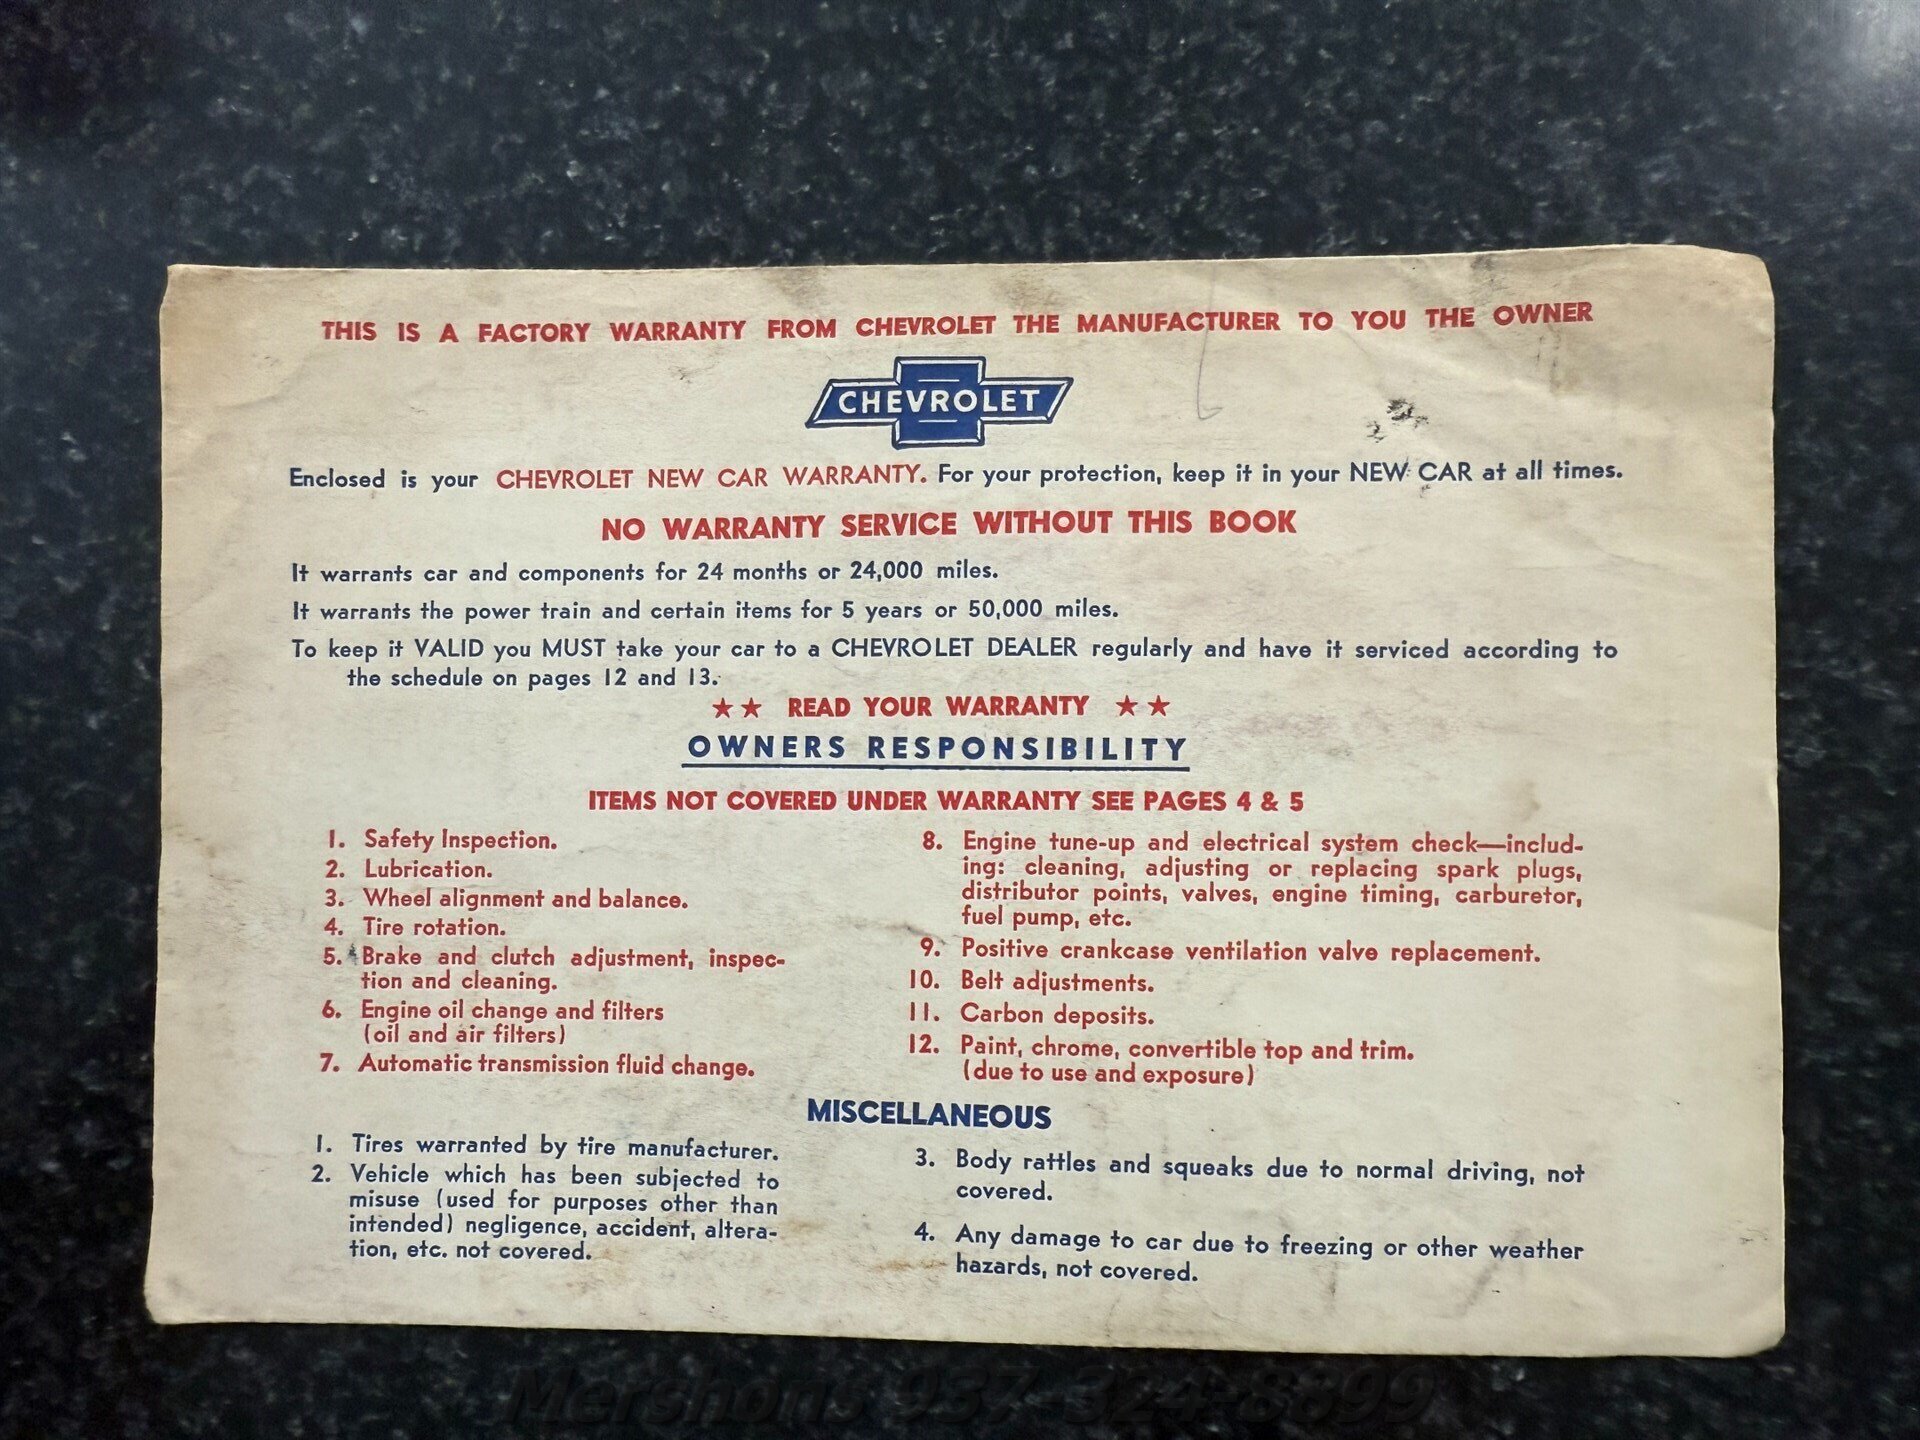 THIS IS A FACTORY WARRANTY FROM CHEVROLET THE MANUFACTURER TO YOU THE OWNER
CHEVROLET
Enclosed is your CHEVROLET NEW CAR WARRANTY. For your protection, keep it in your NEW CAR at all times.
NO WARRANTY SERVICE WITHOUT THIS BOOK
It warrants car and components for 24 months or 24,000 miles.
It warrants the power train and certain items for 5 years or 50,000 miles.
To keep it VALID you MUST take your car to a CHEVROLET DEALER regularly and have it serviced according to
the schedule on pages 12 and 13.
★★ READ YOUR WARRANTY ★★
OWNERS RESPONSIBILITY
ITEMS NOT COVERED UNDER WARRANTY SEE PAGES 4 & 5
1. Safety Inspection.
2. Lubrication.
3. Wheel alignment and balance.
4. Tire rotation.
5. Brake and clutch adjustment, inspec-
tion and cleaning.
6. Engine oil change and filters
(oil and air filters)
7. Automatic transmission fluid change.
8. Engine tune-up and electrical system check—includ-
ing: cleaning, adjusting or replacing spark plugs,
distributor points, valves, engine timing, carburetor,
fuel pump, etc.
9. Positive crankcase ventilation valve replacement.
10. Belt adjustments.
11. Carbon deposits.
12. Paint, chrome, convertible top and trim.
(due to use and exposure)
MISCELLANEOUS
1. Tires warranted by tire manufacturer.
2. Vehicle which has been subjected to
misuse (used for purposes other than
intended) negligence, accident, altera-
tion, etc. not covered.
3. Body rattles and squeaks due to normal driving, not
covered.
4. Any damage to car due to freezing or other weather
hazards, not covered.
Mershons 937-324-8899